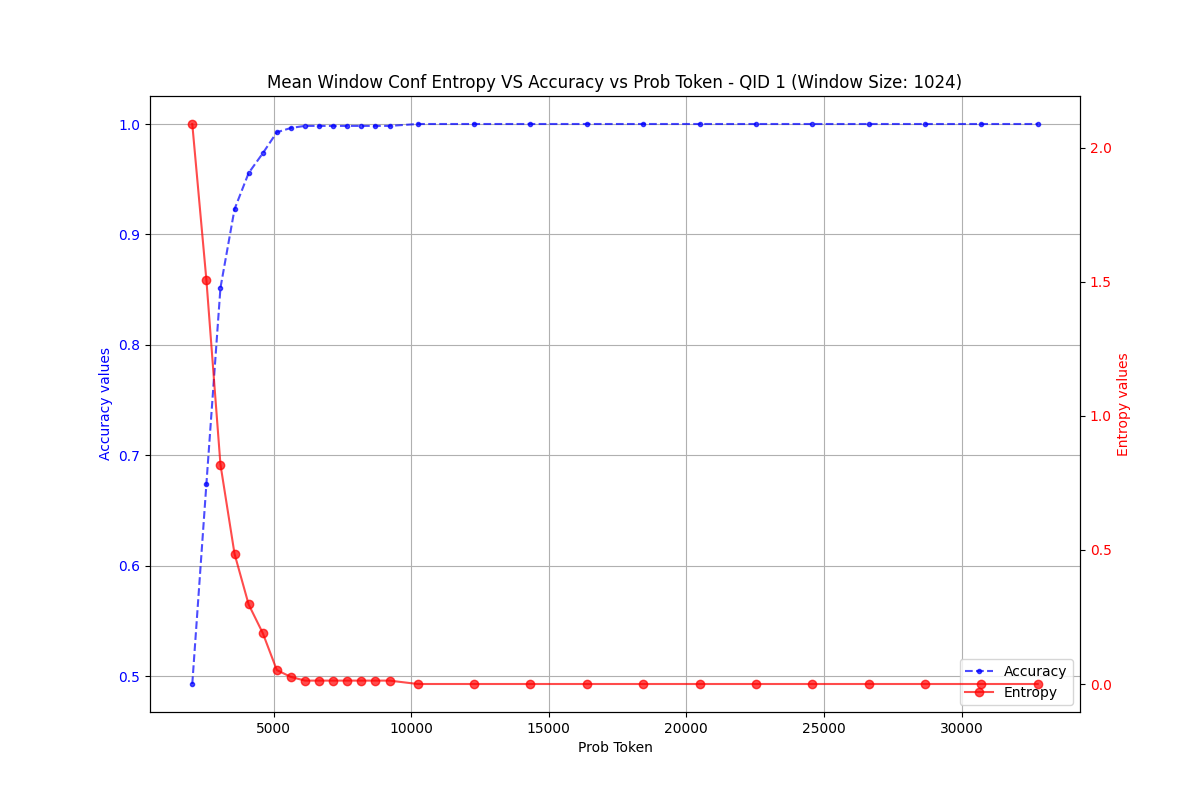 Mean Window Conf Entropy VS Accuracy vs Prob Token - QID 1 (Window Size: 1024)
1.0
0.9
0.8
0.7
0.6
0.5
Accuracy values
2.0
1.5
1.0
0.5
0.0
Entropy values
Accuracy
Entropy
5000 10000 15000 20000 25000 30000
Prob Token